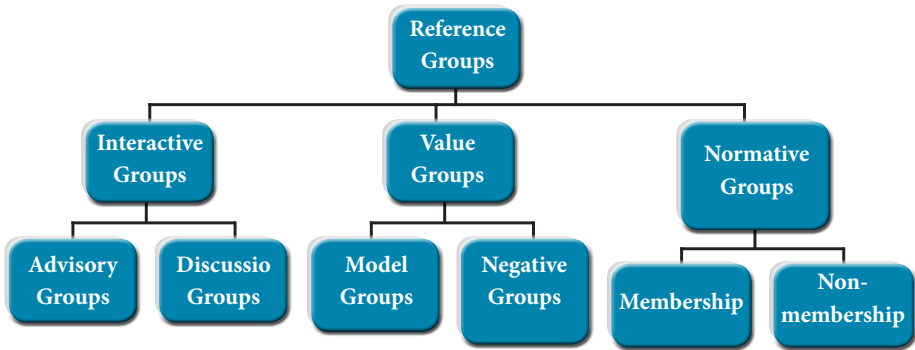 Reference
Groups
Interactive
Groups
Value
Groups
Normative
Groups
Advisory
Groups
Discussio
Groups
Model
Groups
Negative
Groups
Membership
Non-
membership